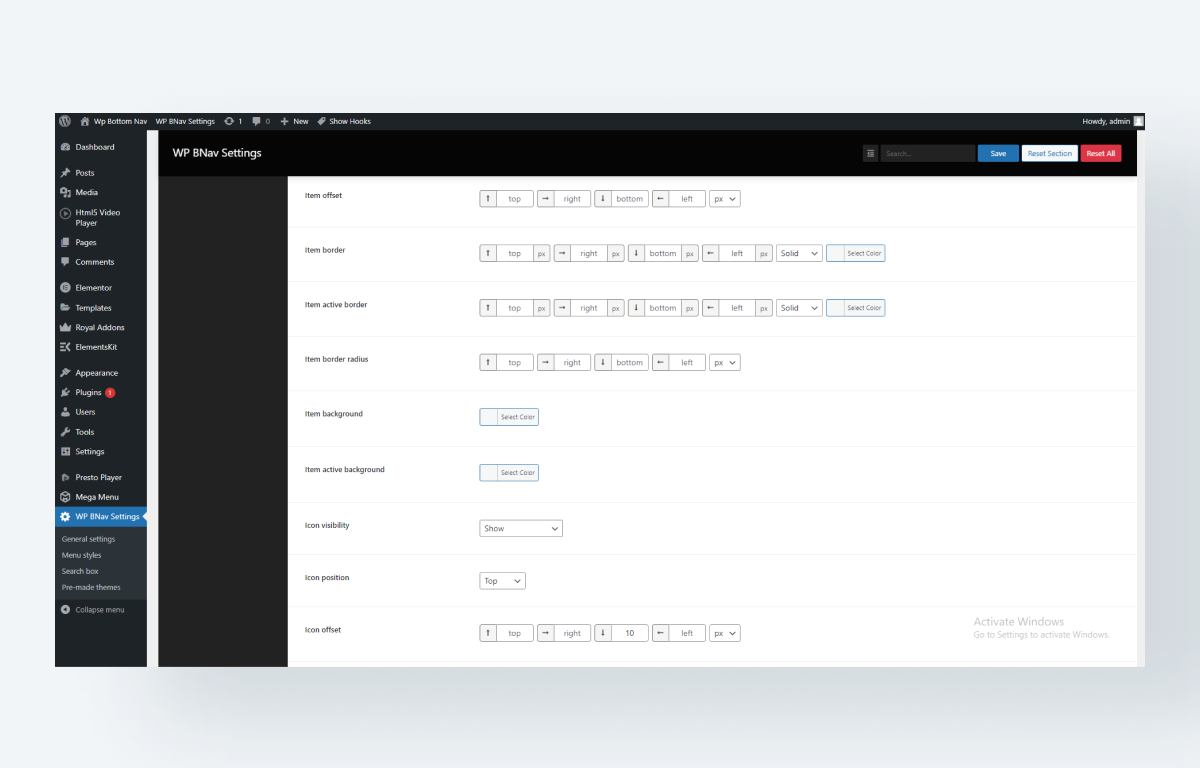 Wp Bottom Nav WP BNav Settings 1 0 New Show Hooks Howdy, admin
Dashboard
Posts
Media
Html5 Video
Player
Pages
Comments
Elementor
Templates
Royal Addons
ElementsKit
Appearance
Plugins 1
Users
Tools
Settings
Presto Player
Mega Menu
WP BNav Settings
General settings
Menu styles
Search box
Pre-made themes
Collapse menu
WP BNav Settings Search... Save Reset Section Reset All
Item offset top right bottom left px
Item border top px right px bottom px left px Solid Select Color
Item active border top px right px bottom px left px Solid Select Color
Item border radius top right bottom left px
Item background Select Color
Item active background Select Color
Icon visibility Show
Icon position Top
Icon offset top right 10 left px
Activate Windows
Go to Settings to activate Windows.